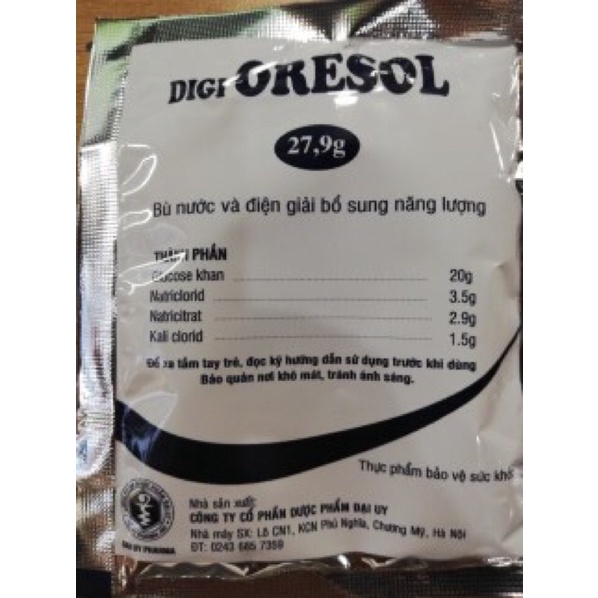 DIGI ORESOL
27,9g
Bù nước và điện giải bổ sung năng lượng
THÀNH PHẦN
Glucose khan 20g
Natriclorid 3.5g
Natricitrat 2.9g
Kali clorid 1.5g
Để xa tầm tay trẻ, đọc kỹ hướng dẫn sử dụng trước khi dùng
Bảo quản nơi khô mát, tránh ánh sáng.
Thực phẩm bảo vệ sức khỏ
Nhà sản xuất:
CÔNG TY CỔ PHẦN DƯỢC PHẨM ĐẠI UY
Nhà máy SX: Lô CN1, KCN Phú Nghĩa, Chương Mỹ, Hà Nội
ĐT: 0243 665 7359
DAI UY PHARMA